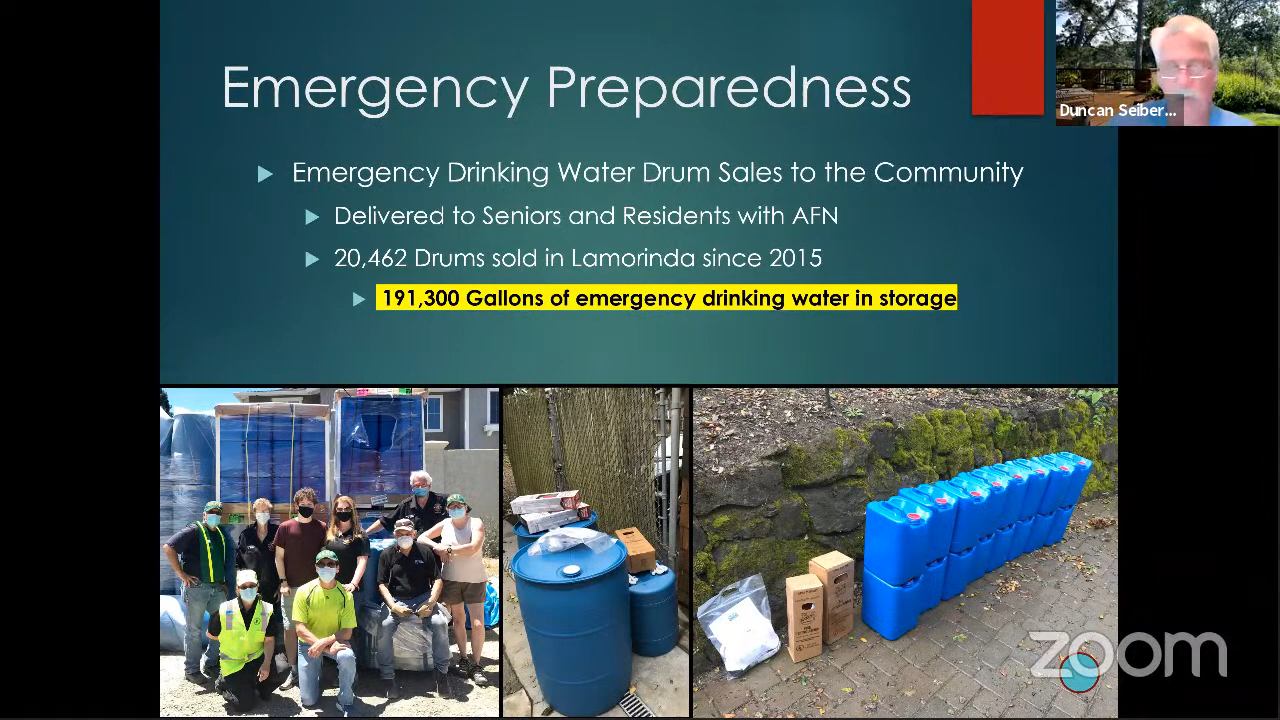 Emergency Preparedness
Duncan Seiber...
Emergency Drinking Water Drum Sales to the Community
Delivered to Seniors and Residents with AFN
20,462 Drums sold in Lamorinda since 2015
191,300 Gallons of emergency drinking water in storage
zoom